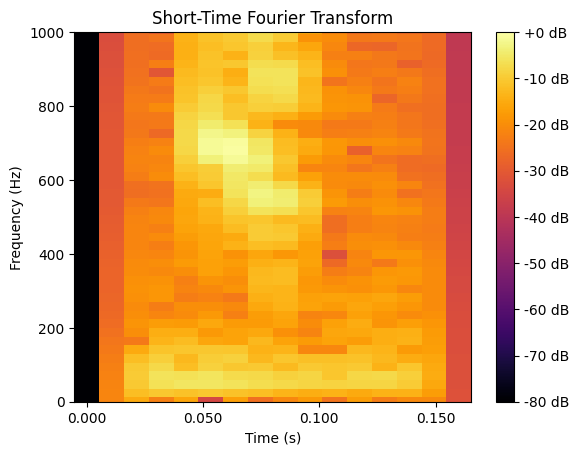 Short-Time Fourier Transform
Frequency (Hz)
1000
800
600
400
200
0
0.000
0.050
0.100
0.150
Time (s)
+0 dB
-10 dB
-20 dB
-30 dB
-40 dB
-50 dB
-60 dB
-70 dB
-80 dB